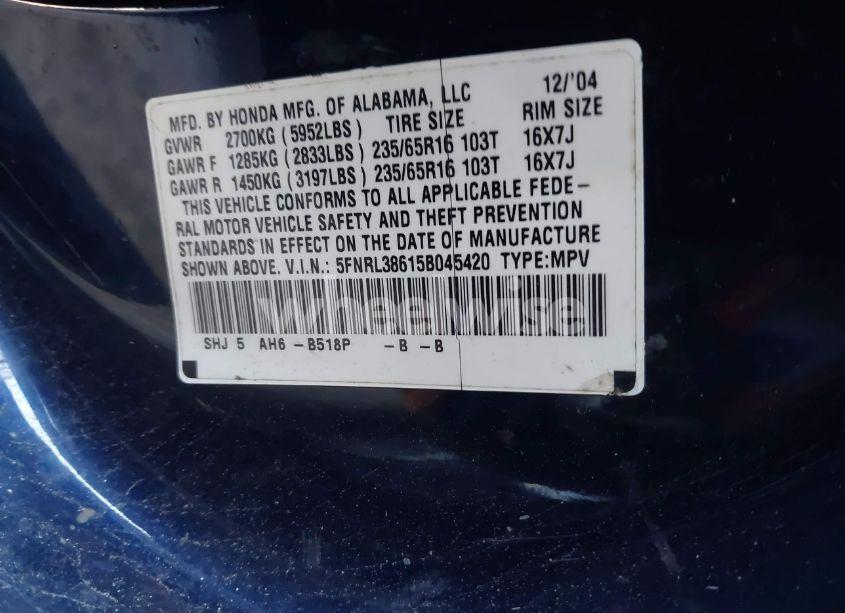 MFD. BY HONDA MFG. OF ALABAMA, LLC 12/'04
GVWR 2700KG (5952LBS) TIRE SIZE RIM SIZE
GAWR F 1285KG (2833LBS) 235/65R16 103T 16X7J
GAWR R 1450KG (3197LBS) 235/65R16 103T 16X7J
THIS VEHICLE CONFORMS TO ALL APPLICABLE FEDE-
RAL MOTOR VEHICLE SAFETY AND THEFT PREVENTION
STANDARDS IN EFFECT ON THE DATE OF MANUFACTURE
SHOWN ABOVE. V.I.N.: 5FNRL38615B045420 TYPE:MPV
wheelwise
SHJ 5 AH6 -B518P -B -B